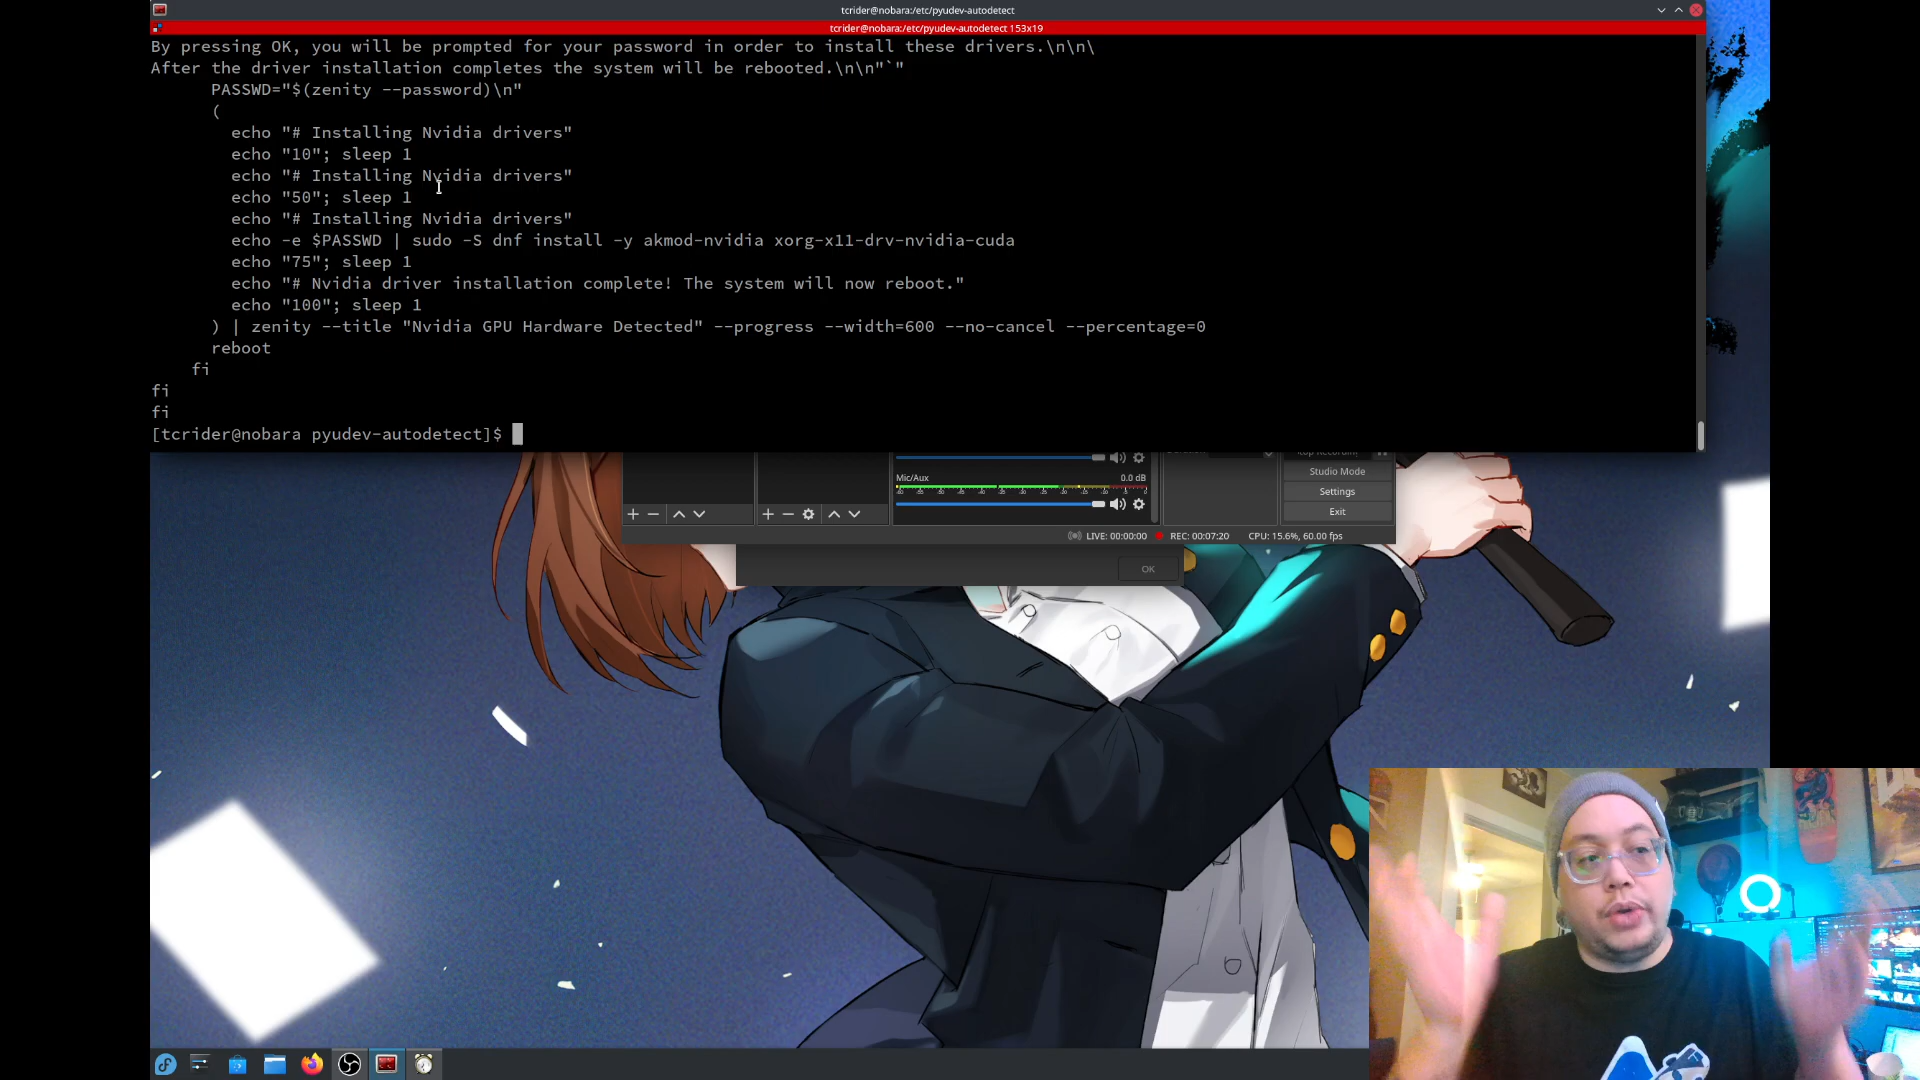 tcrider@nobara:/etc/pyudev-autodetect
tcrider@nobara:/etc/pyudev-autodetect 153x19
By pressing OK, you will be prompted for your password in order to install these drivers.\n\n\
After the driver installation completes the system will be rebooted.\n\n"`"
PASSWD="$(zenity --password)\n"
(
echo "# Installing Nvidia drivers"
echo "10"; sleep 1
echo "# Installing Nvidia drivers"
echo "50"; sleep 1
echo "# Installing Nvidia drivers"
echo -e $PASSWD | sudo -S dnf install -y akmod-nvidia xorg-x11-drv-nvidia-cuda
echo "75"; sleep 1
echo "# Nvidia driver installation complete! The system will now reboot."
echo "100"; sleep 1
) | zenity --title "Nvidia GPU Hardware Detected" --progress --width=600 --no-cancel --percentage=0
reboot
fi
fi
fi
[tcrider@nobara pyudev-autodetect]$
Mic/Aux 0.0 dB
Studio Mode
Settings
Exit
LIVE: 00:00:00 REC: 00:07:20 CPU: 15.6%, 60.00 fps
OK